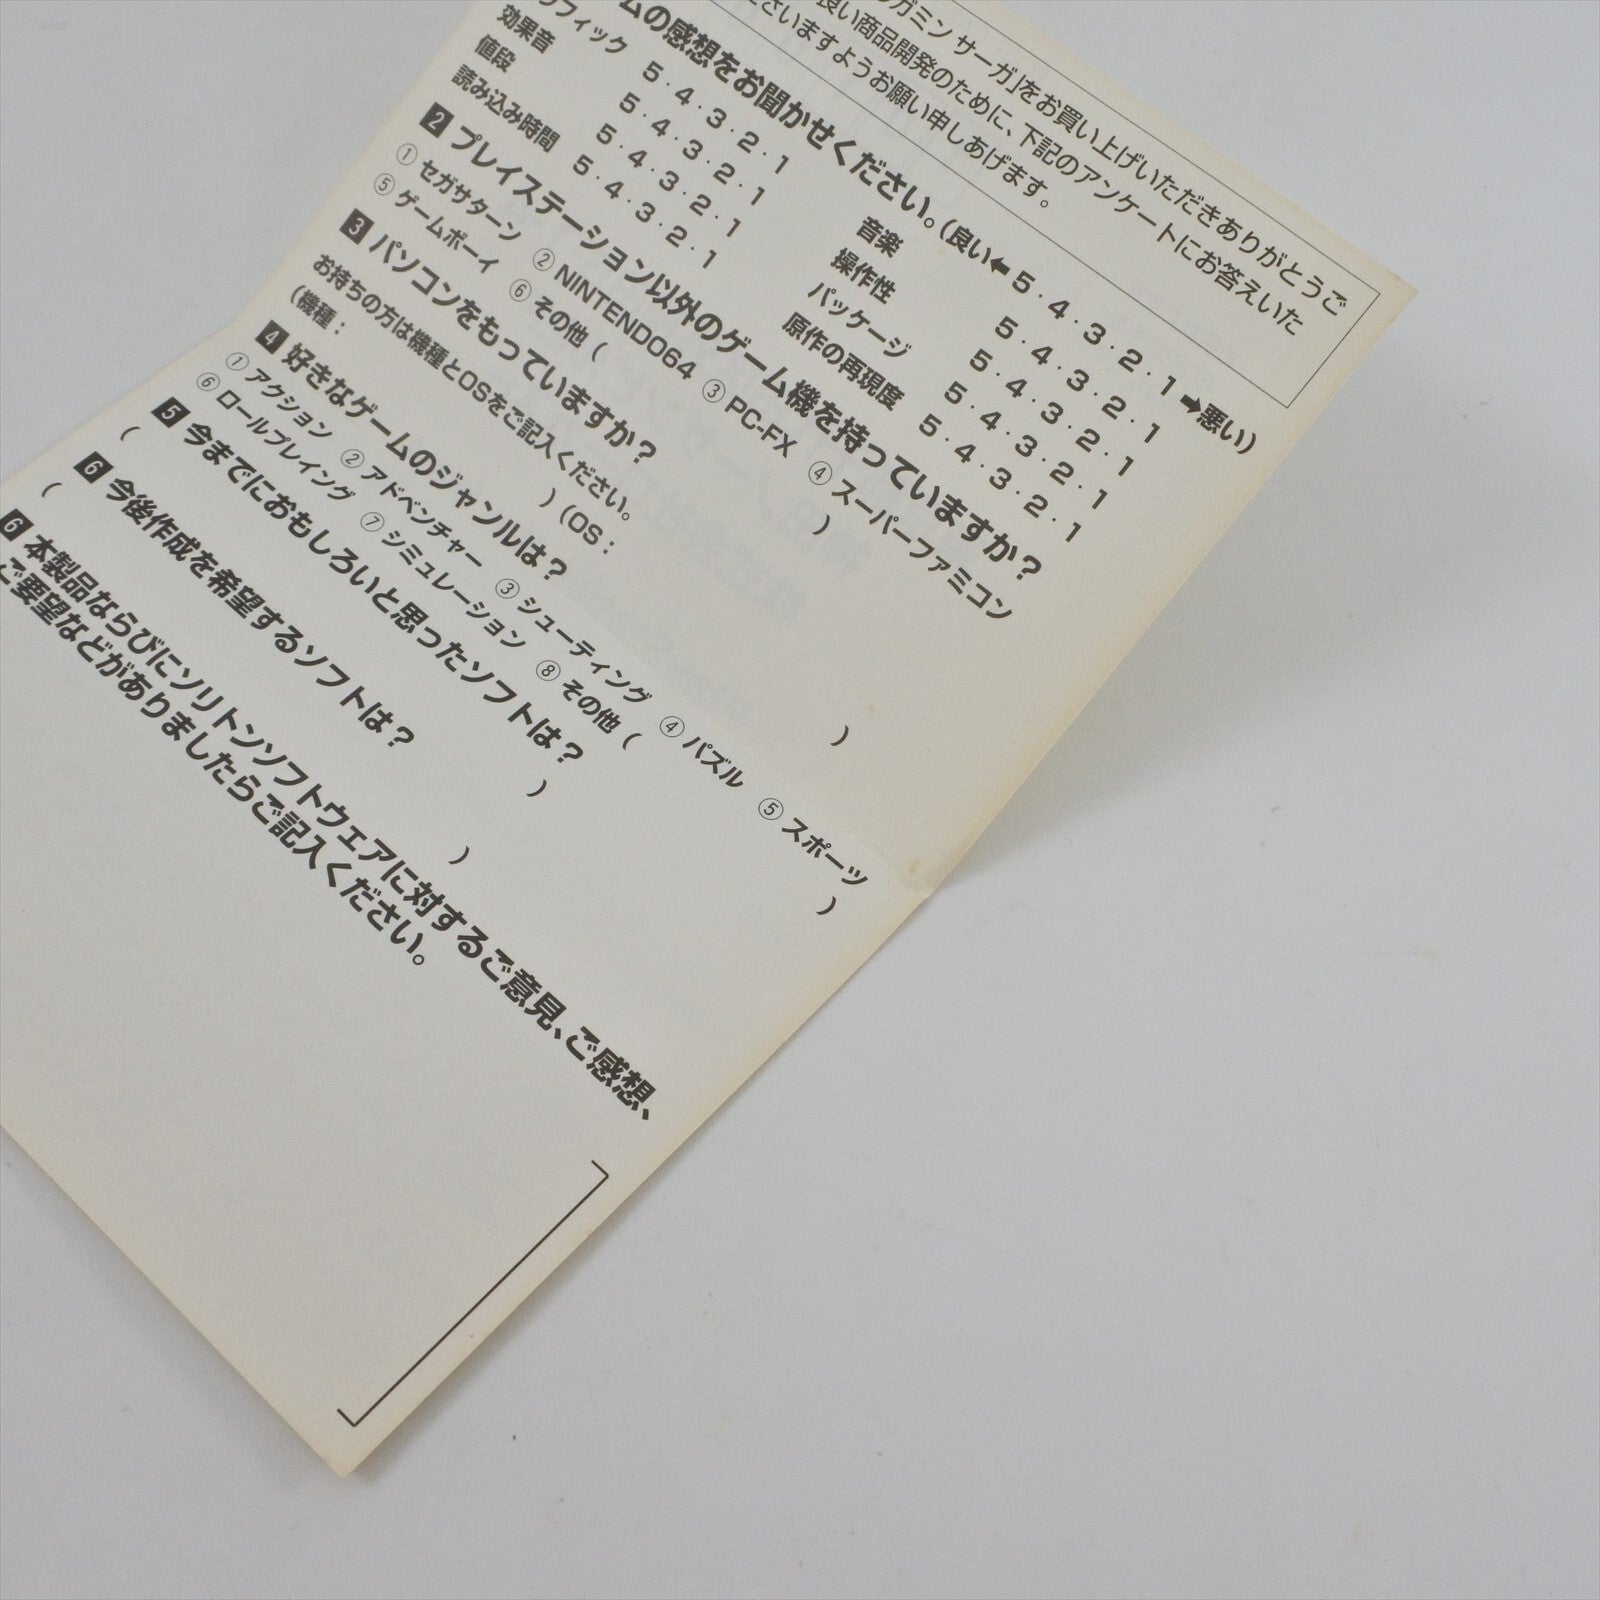 ガミン サーガ」をお買い上げいただきありがとうご
良い商品開発のために、下記のアンケートにお答えいた
さいますようお願い申しあげます。
ムの感想をお聞かせください。(良い← 5・4・3・2・1 →悪い)
フィック 5・4・3・2・1 音楽 5・4・3・2・1
効果音 5・4・3・2・1 操作性 5・4・3・2・1
値段 5・4・3・2・1 パッケージ 5・4・3・2・1
読み込み時間 5・4・3・2・1 原作の再現度 5・4・3・2・1
2 プレイステーション以外のゲーム機を持っていますか？
① セガサターン ② NINTENDO64 ③ PC-FX ④ スーパーファミコン
⑤ ゲームボーイ ⑥ その他 ( )
3 パソコンをもっていますか？
お持ちの方は機種とOSをご記入ください。
(機種： ) (OS： )
4 好きなゲームのジャンルは？
① アクション ② アドベンチャー ③ シューティング ④ パズル ⑤ スポーツ
⑥ ロールプレイング ⑦ シミュレーション ⑧ その他 ( )
5 今までにおもしろいと思ったソフトは？
( )
6 今後作成を希望するソフトは？
( )
6 本製品ならびにソリトンソフトウェアに対するご意見、ご感想、
ご要望などがありましたらご記入ください。